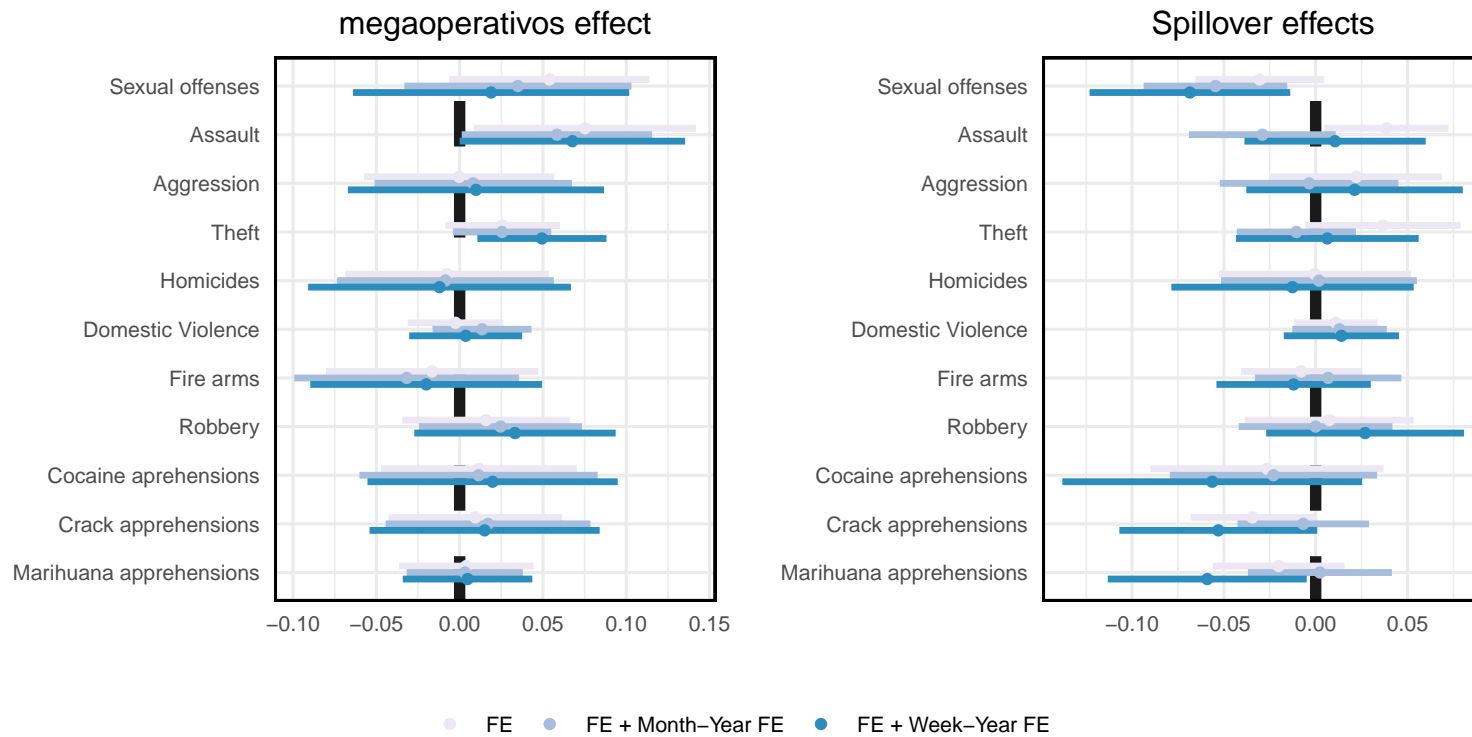 megaoperativos effect
Sexual offenses
Assault
Aggression
Theft
Homicides
Domestic Violence
Fire arms
Robbery
Cocaine aprehensions
Crack apprehensions
Marihuana apprehensions
−0.10 −0.05 0.00 0.05 0.10 0.15
Spillover effects
Sexual offenses
Assault
Aggression
Theft
Homicides
Domestic Violence
Fire arms
Robbery
Cocaine aprehensions
Crack apprehensions
Marihuana apprehensions
−0.10 −0.05 0.00 0.05
FE FE + Month−Year FE FE + Week−Year FE